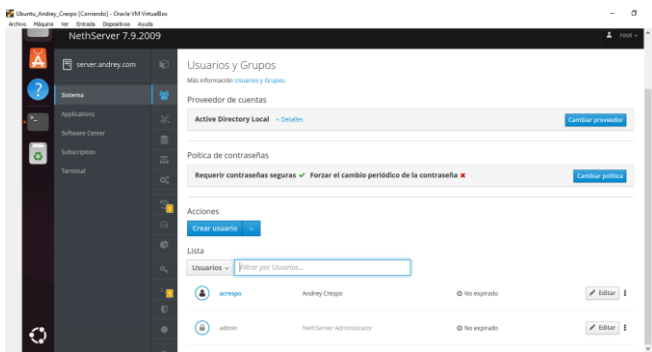 Ubuntu_Andrey_Crespo [Corriendo] - Oracle VM VirtualBox
Archivo Máquina Ver Entrada Dispositivos Ayuda
NethServer 7.9.2009
root
server.andrey.com
Sistema
Applications
Software Center
Subscription
Terminal
Usuarios y Grupos
Más información Usuarios y Grupos.
Proveedor de cuentas
Active Directory Local Detalles
Cambiar proveedor
Política de contraseñas
Requerir contraseñas seguras Forzar el cambio periódico de la contraseña
Cambiar política
Acciones
Crear usuario
Lista
Usuarios Filtrar por Usuarios...
acrespo Andrey Crespo No expirado Editar
admin NethServer Administrator No expirado Editar